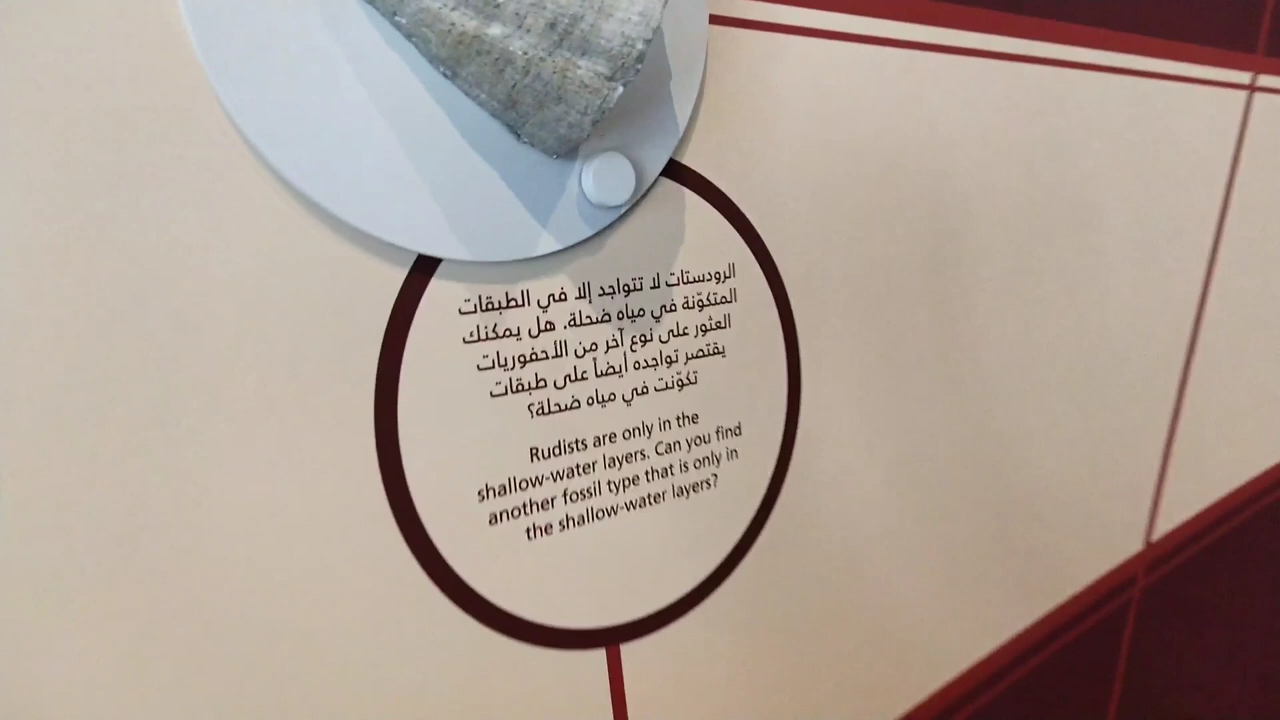 الرودستات لا تتواجد إلا في الطبقات
المتكوّنة في مياه ضحلة. هل يمكنك
العثور على نوع آخر من الأحفوريات
يقتصر تواجده أيضاً على طبقات
تكوّنت في مياه ضحلة؟
Rudists are only in the
shallow-water layers. Can you find
another fossil type that is only in
the shallow-water layers?